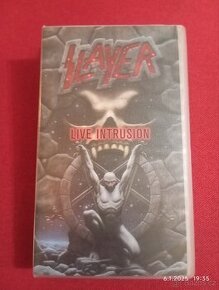 SLAYER
LIVE INTRUSION
6.1.2025 19:35